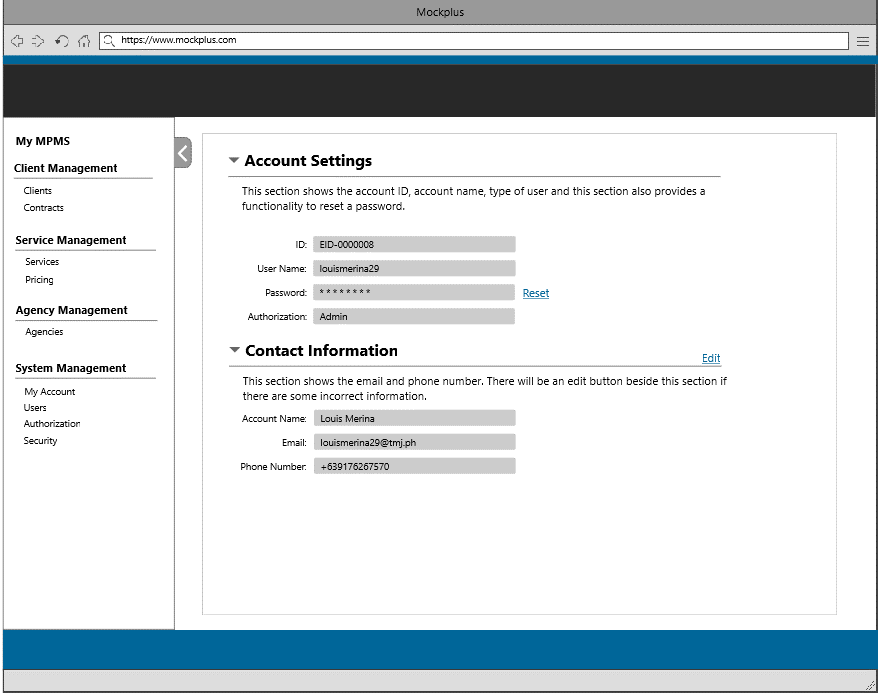 Mockplus
https://www.mockplus.com
My MPMS
Client Management
Clients
Contracts
Service Management
Services
Pricing
Agency Management
Agencies
System Management
My Account
Users
Authorization
Security
Account Settings
This section shows the account ID, account name, type of user and this section also provides a
functionality to reset a password.
ID: EID-0000008
User Name: louismerina29
Password: * * * * * * * * Reset
Authorization: Admin
Contact Information
Edit
This section shows the email and phone number. There will be an edit button beside this section if
there are some incorrect information.
Account Name: Louis Merina
Email: louismerina29@tmj.ph
Phone Number: +639176267570